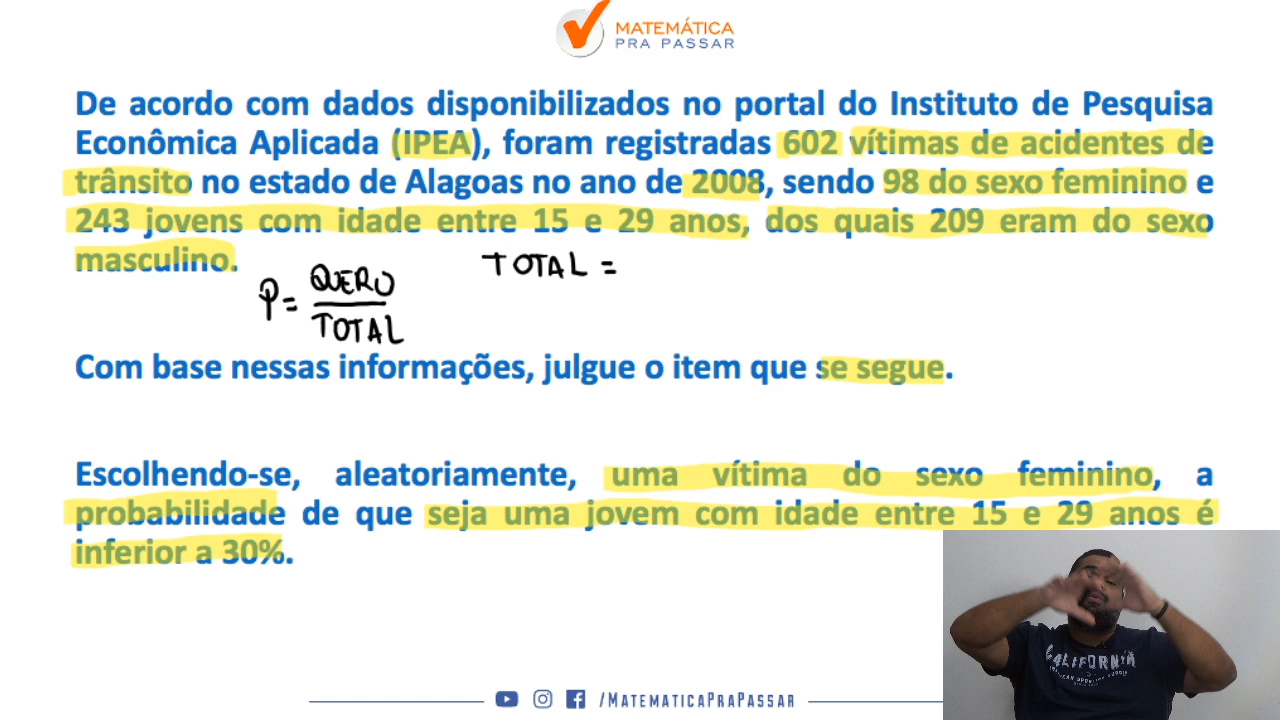 MATEMÁTICA
PRA PASSAR
De acordo com dados disponibilizados no portal do Instituto de Pesquisa
Econômica Aplicada (IPEA), foram registradas 602 vítimas de acidentes de
trânsito no estado de Alagoas no ano de 2008, sendo 98 do sexo feminino e
243 jovens com idade entre 15 e 29 anos, dos quais 209 eram do sexo
masculino.
P = QUERO
TOTAL
TOTAL =
Com base nessas informações, julgue o item que se segue.
Escolhendo-se, aleatoriamente, uma vítima do sexo feminino, a
probabilidade de que seja uma jovem com idade entre 15 e 29 anos é
inferior a 30%.
CALIFORNIA
/MATEMATICAPRAPASSAR